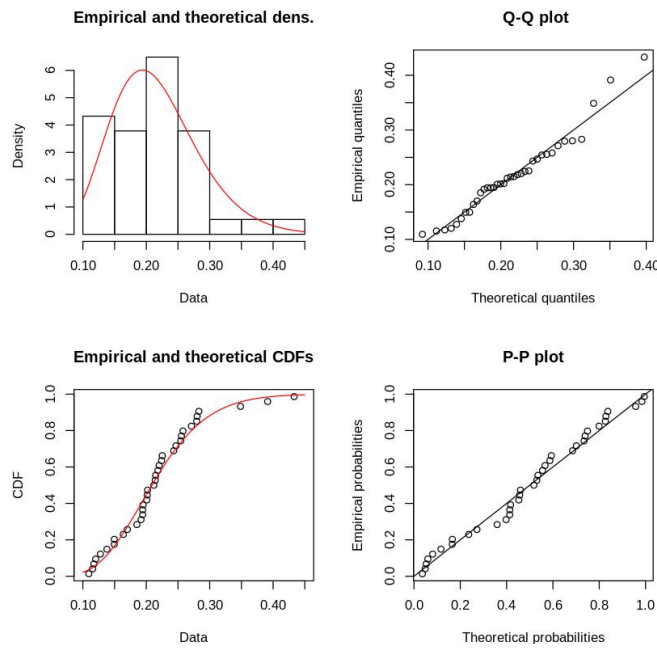 Empirical and theoretical dens.
Density
0 1 2 3 4 5 6
0.10 0.20 0.30 0.40
Data
Q-Q plot
Empirical quantiles
0.10 0.20 0.30 0.40
0.10 0.20 0.30 0.40
Theoretical quantiles
Empirical and theoretical CDFs
CDF
0.0 0.2 0.4 0.6 0.8 1.0
0.10 0.20 0.30 0.40
Data
P-P plot
Empirical probabilities
0.0 0.2 0.4 0.6 0.8 1.0
0.0 0.2 0.4 0.6 0.8 1.0
Theoretical probabilities